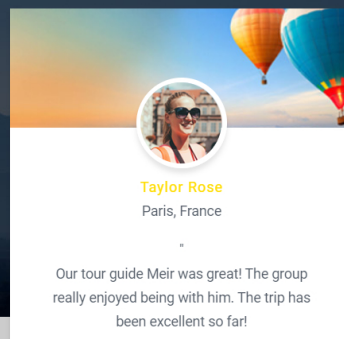 Taylor Rose
Paris, France
"
Our tour guide Meir was great! The group
really enjoyed being with him. The trip has
been excellent so far!